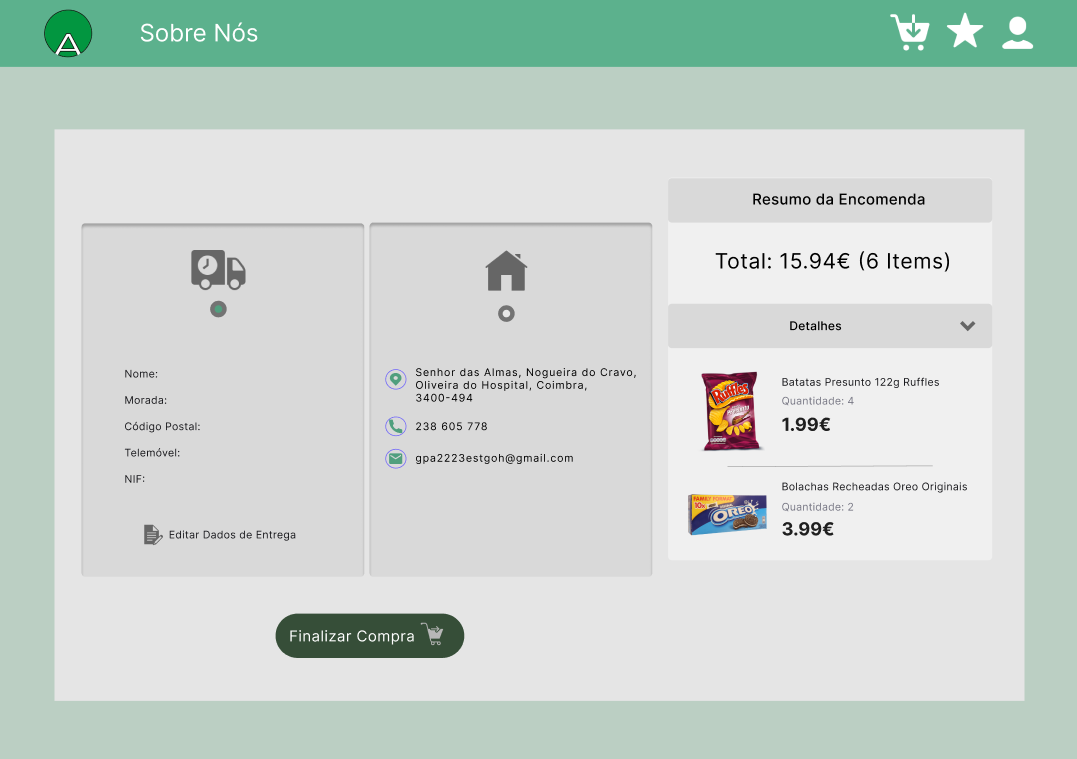 A
Sobre Nós
Nome:
Morada:
Código Postal:
Telemóvel:
NIF:
Editar Dados de Entrega
Senhor das Almas, Nogueira do Cravo,
Oliveira do Hospital, Coimbra,
3400-494
238 605 778
gpa2223estgoh@gmail.com
Finalizar Compra
Resumo da Encomenda
Total: 15.94€ (6 Items)
Detalhes
Ruffles
Batatas Presunto 122g Ruffles
Quantidade: 4
1.99€
FAMILY FORMAT
10x
OREO
Bolachas Recheadas Oreo Originais
Quantidade: 2
3.99€